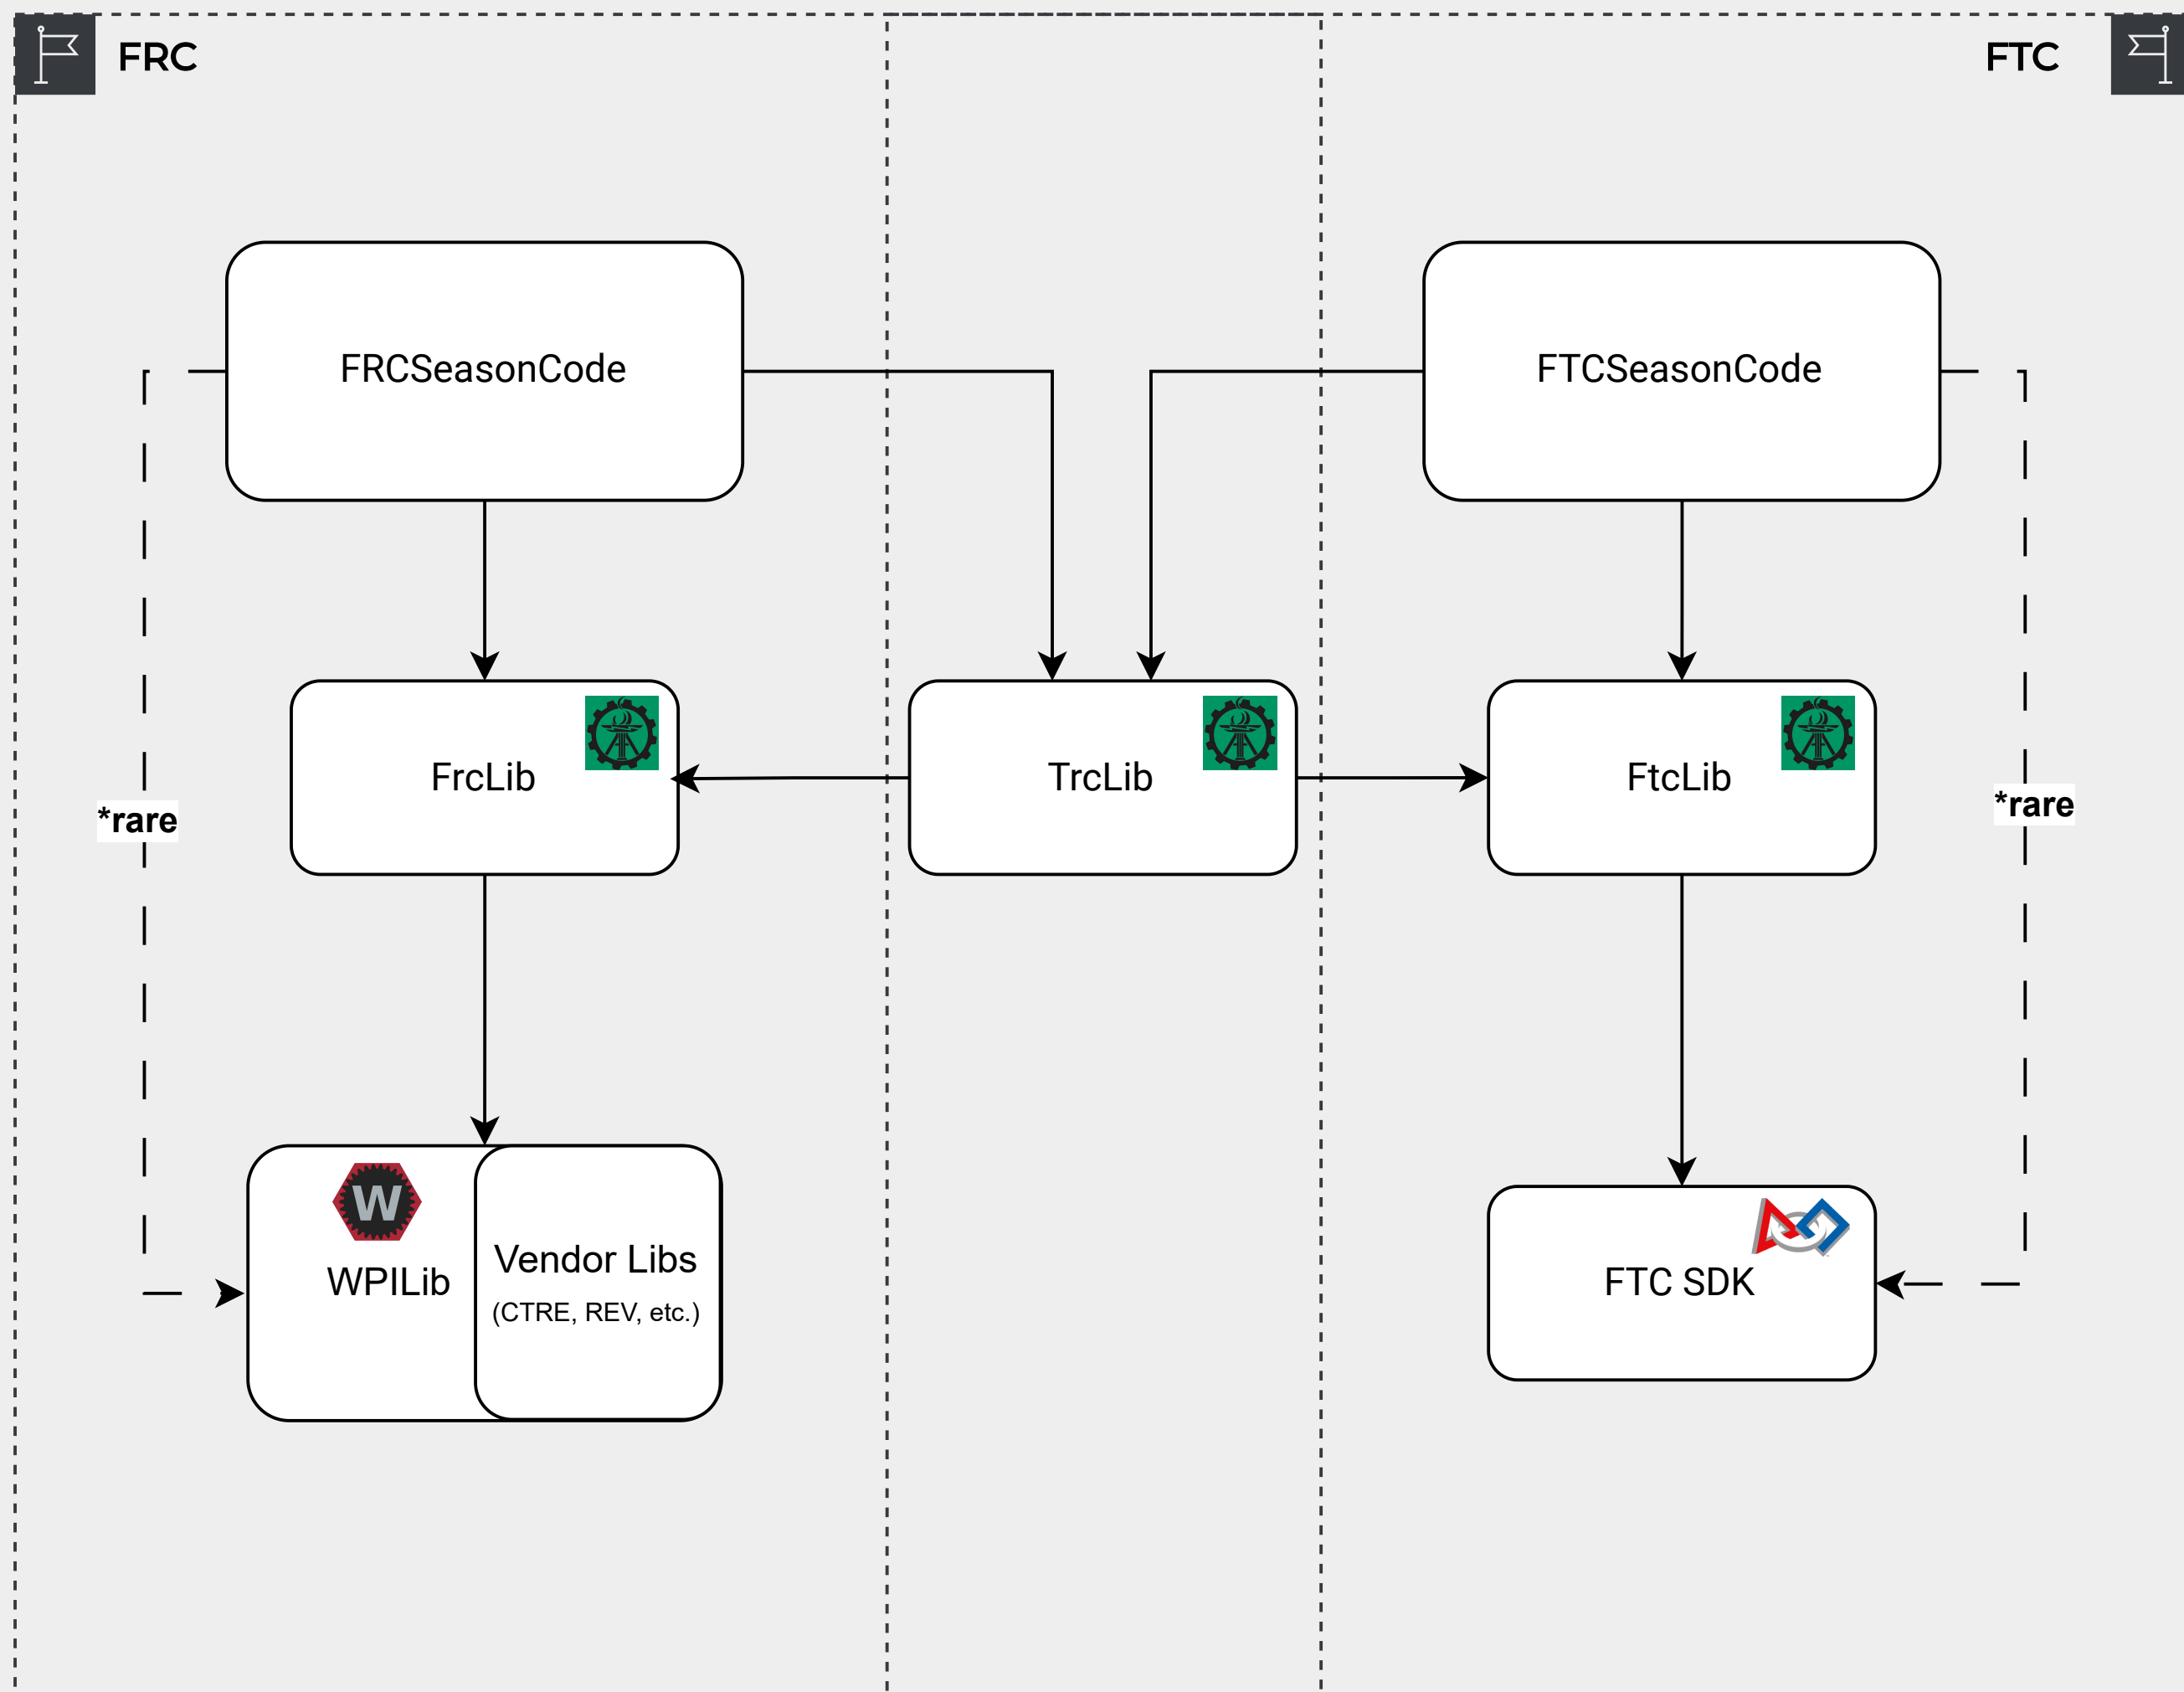 FRC
FTC
FRCSeasonCode
FTCSeasonCode
FrcLib
TrcLib
FtcLib
*rare
*rare
W
WPILib
Vendor Libs
(CTRE, REV, etc.)
FTC SDK